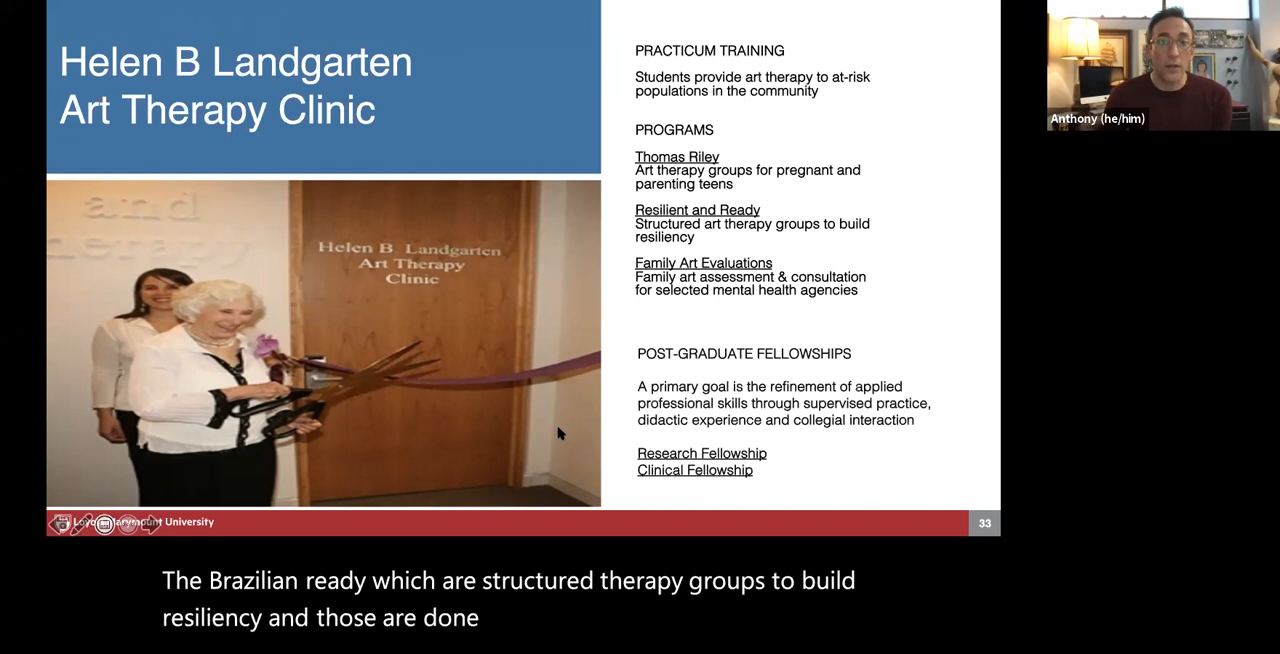 Helen B Landgarten
Art Therapy Clinic
and
Helen B. Landgarten
Art Therapy
Clinic
PRACTICUM TRAINING
Students provide art therapy to at-risk
populations in the community
PROGRAMS
Thomas Riley
Art therapy groups for pregnant and
parenting teens
Resilient and Ready
Structured art therapy groups to build
resiliency
Family Art Evaluations
Family art assessment & consultation
for selected mental health agencies
POST-GRADUATE FELLOWSHIPS
A primary goal is the refinement of applied
professional skills through supervised practice,
didactic experience and collegial interaction
Research Fellowship
Clinical Fellowship
Anthony (he/him)
University
33
The Brazilian ready which are structured therapy groups to build
resiliency and those are done